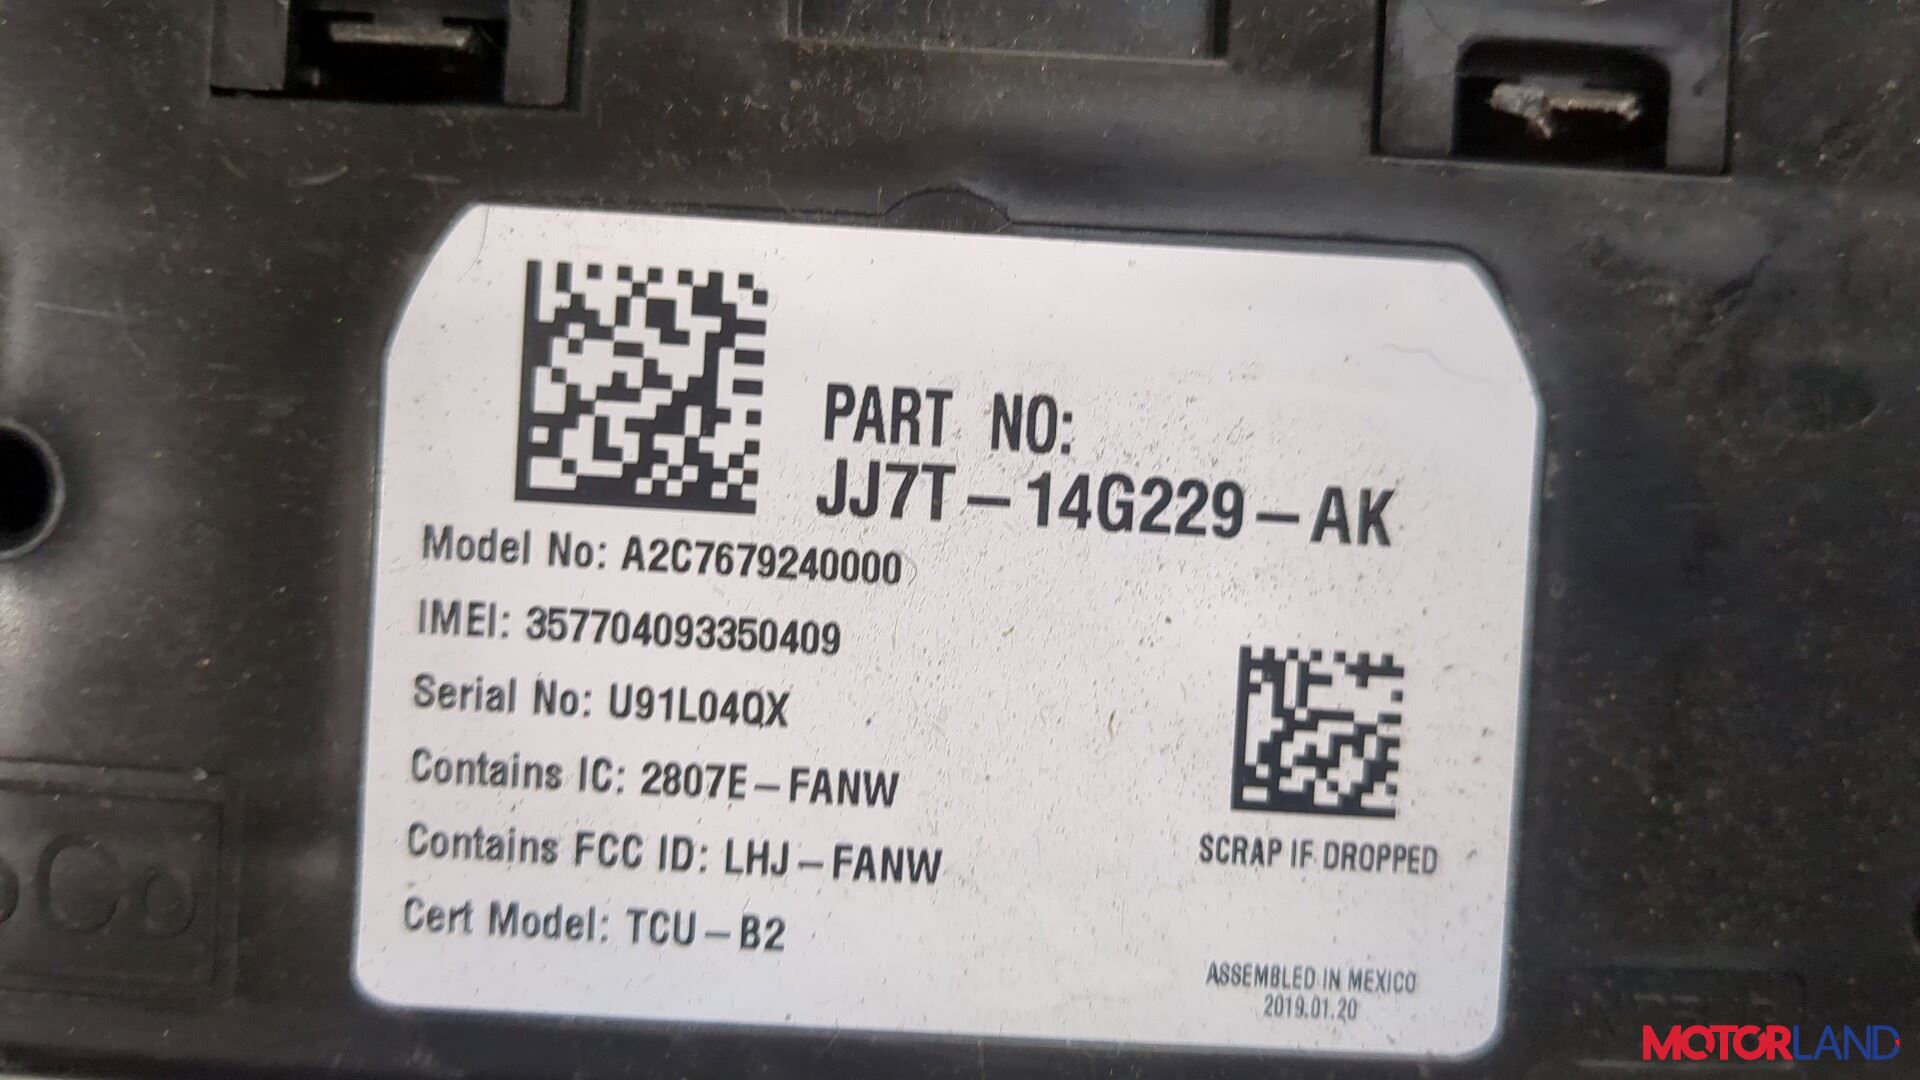 PART NO:
JJ7T-14G229-AK
Model No: A2C7679240000
IMEI: 357704093350409
Serial No: U91L04QX
Contains IC: 2807E-FANW
Contains FCC ID: LHJ-FANW
SCRAP IF DROPPED
Cert Model: TCU-B2
ASSEMBLED IN MEXICO
2019.01.20
MOTORLAND